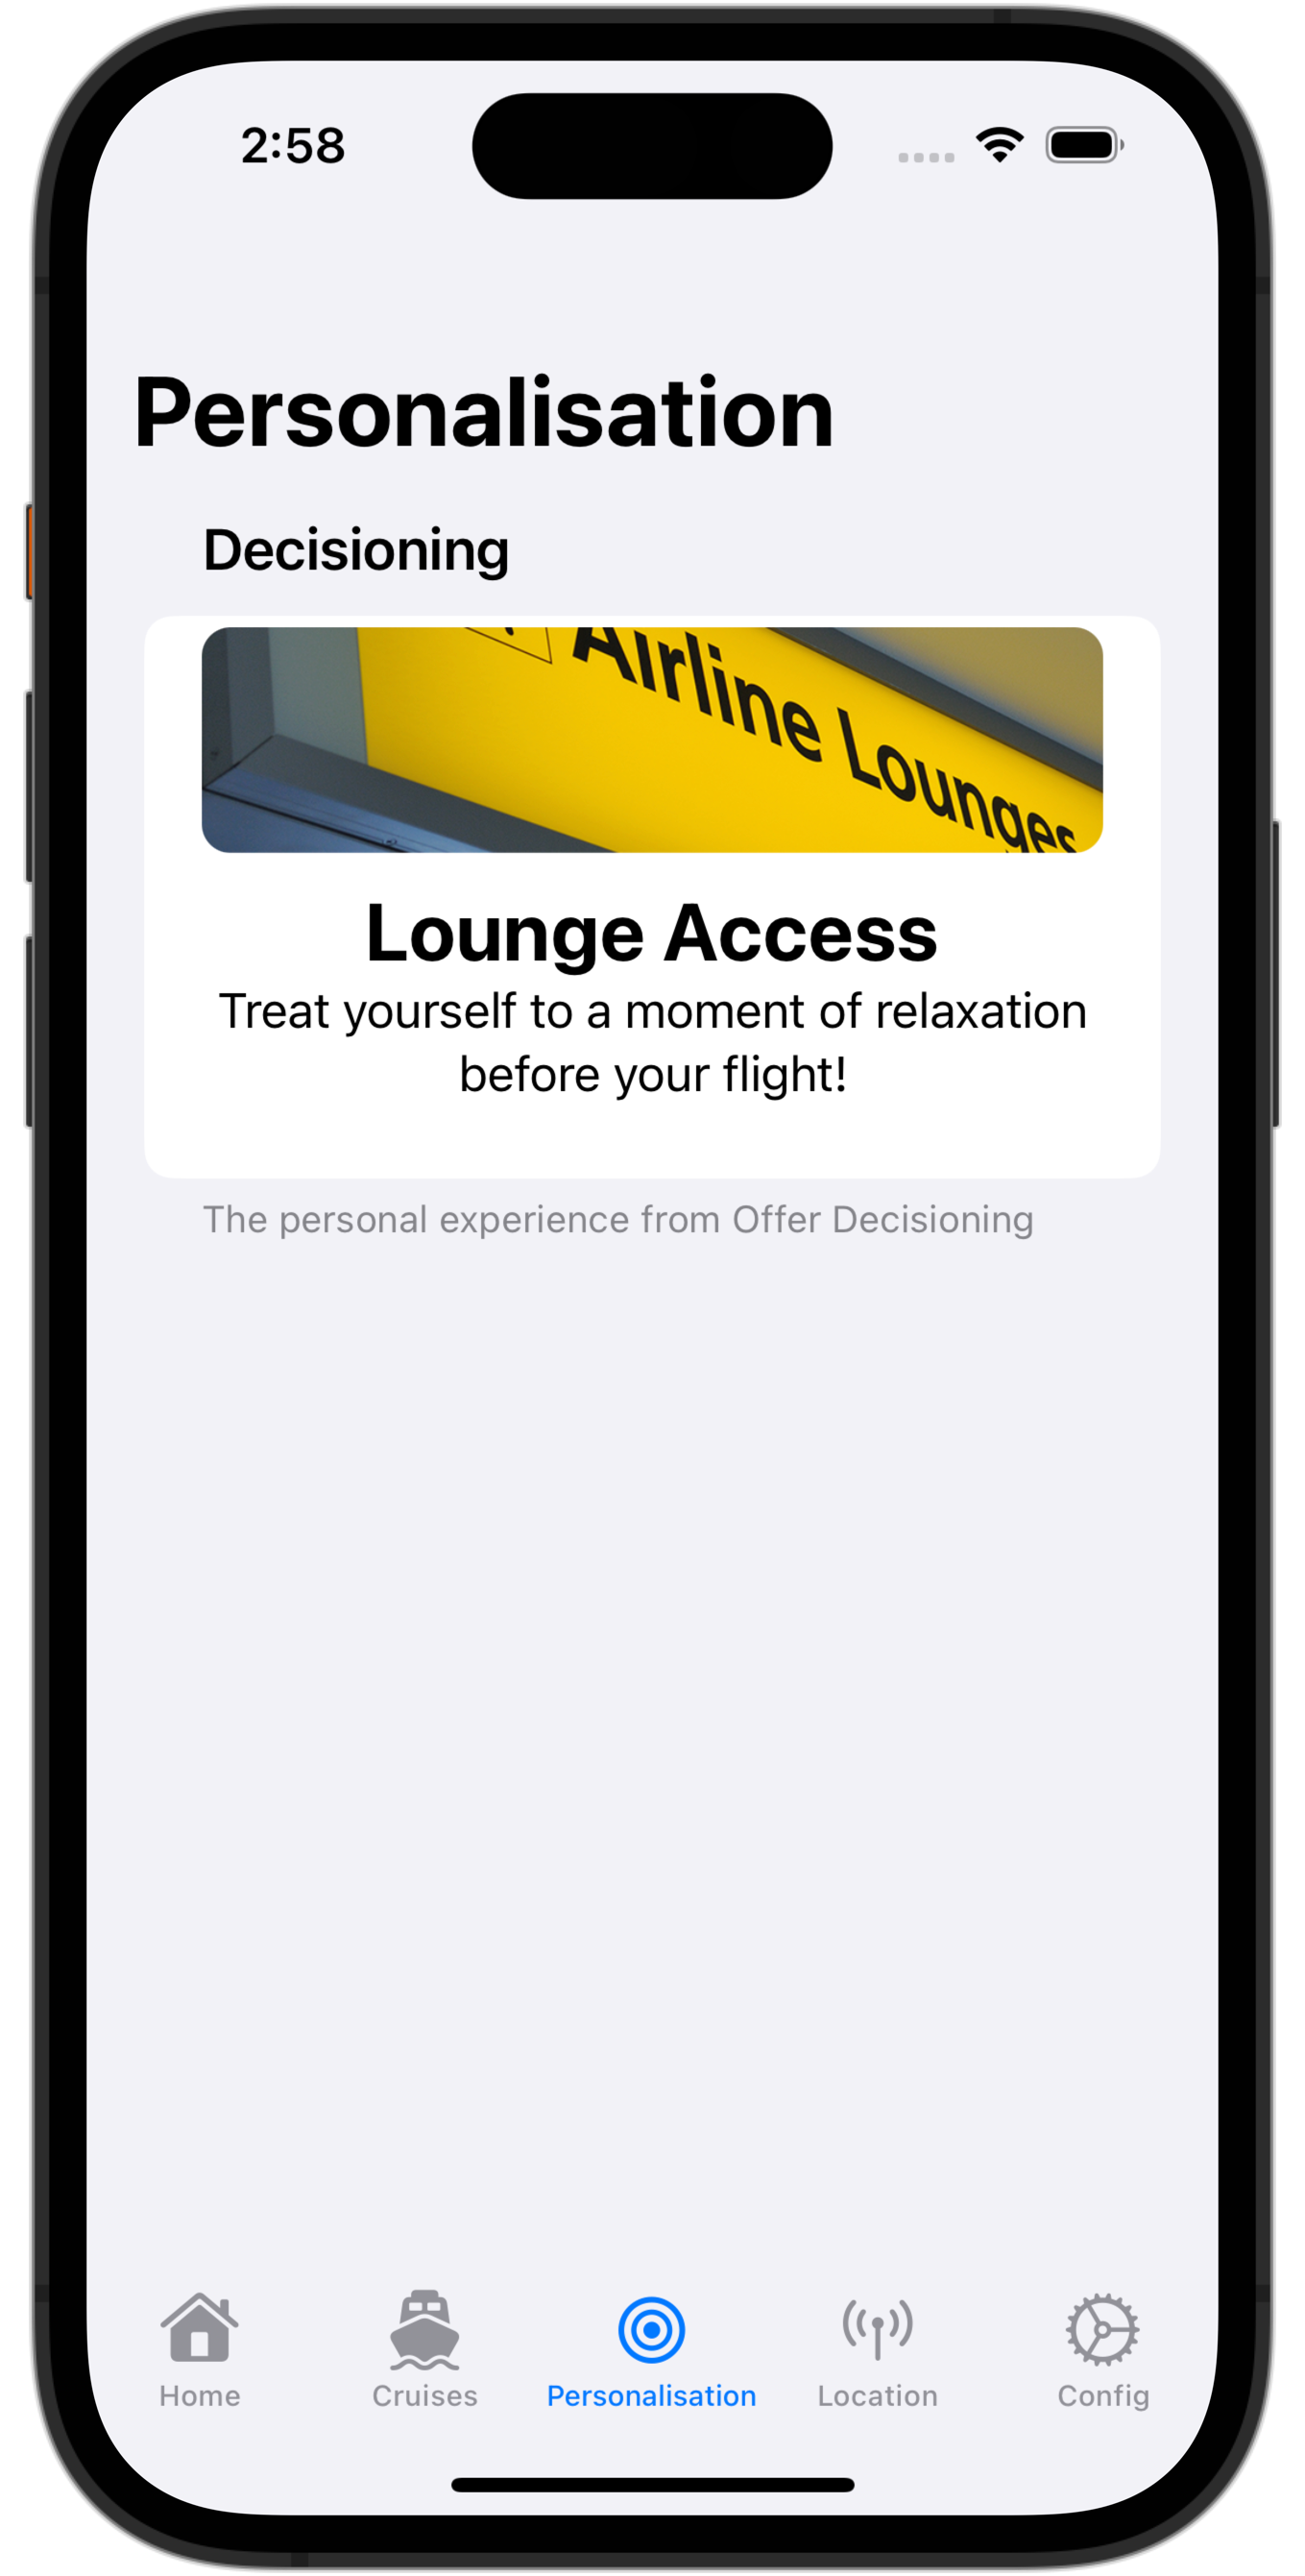 2:58
Personalisation
Decisioning
Airline Lounges
Lounge Access
Treat yourself to a moment of relaxation
before your flight!
The personal experience from Offer Decisioning
Home
Cruises
Personalisation
Location
Config